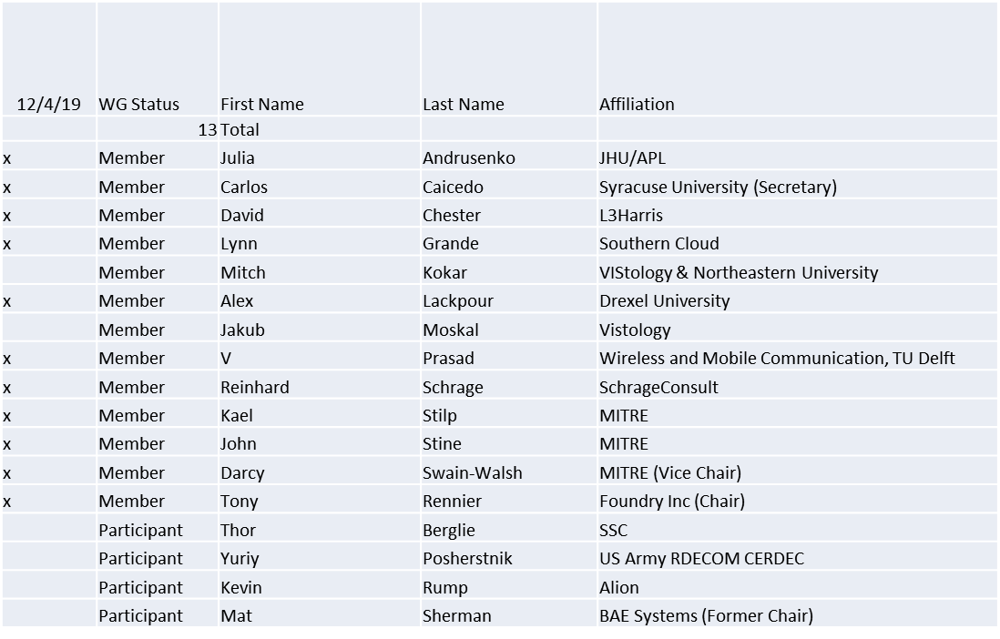 12/4/19 WG Status First Name Last Name Affiliation
13 Total
x Member Julia Andrusenko JHU/APL
x Member Carlos Caicedo Syracuse University (Secretary)
x Member David Chester L3Harris
x Member Lynn Grande Southern Cloud
Member Mitch Kokar VIStology & Northeastern University
x Member Alex Lackpour Drexel University
Member Jakub Moskal Vistology
x Member V Prasad Wireless and Mobile Communication, TU Delft
x Member Reinhard Schrage SchrageConsult
x Member Kael Stilp MITRE
x Member John Stine MITRE
x Member Darcy Swain-Walsh MITRE (Vice Chair)
x Member Tony Rennier Foundry Inc (Chair)
Participant Thor Berglie SSC
Participant Yuriy Posherstnik US Army RDECOM CERDEC
Participant Kevin Rump Alion
Participant Mat Sherman BAE Systems (Former Chair)